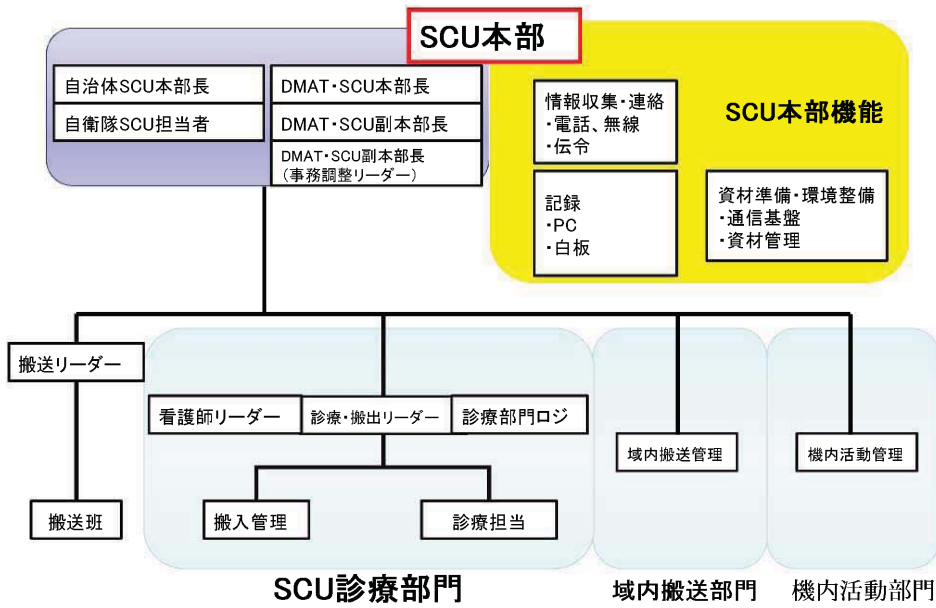 SCU本部
自治体SCU本部長
自衛隊SCU担当者
DMAT・SCU本部長
DMAT・SCU副本部長
DMAT・SCU副本部長
(事務調整リーダー)
情報収集・連絡
・電話、無線
・伝令
SCU本部機能
記録
・PC
・白板
資材準備・環境整備
・通信基盤
・資材管理
搬送リーダー
看護師リーダー
診療・搬出リーダー
診療部門ロジ
域内搬送管理
機内活動管理
搬送班
搬入管理
診療担当
SCU診療部門
域内搬送部門
機内活動部門